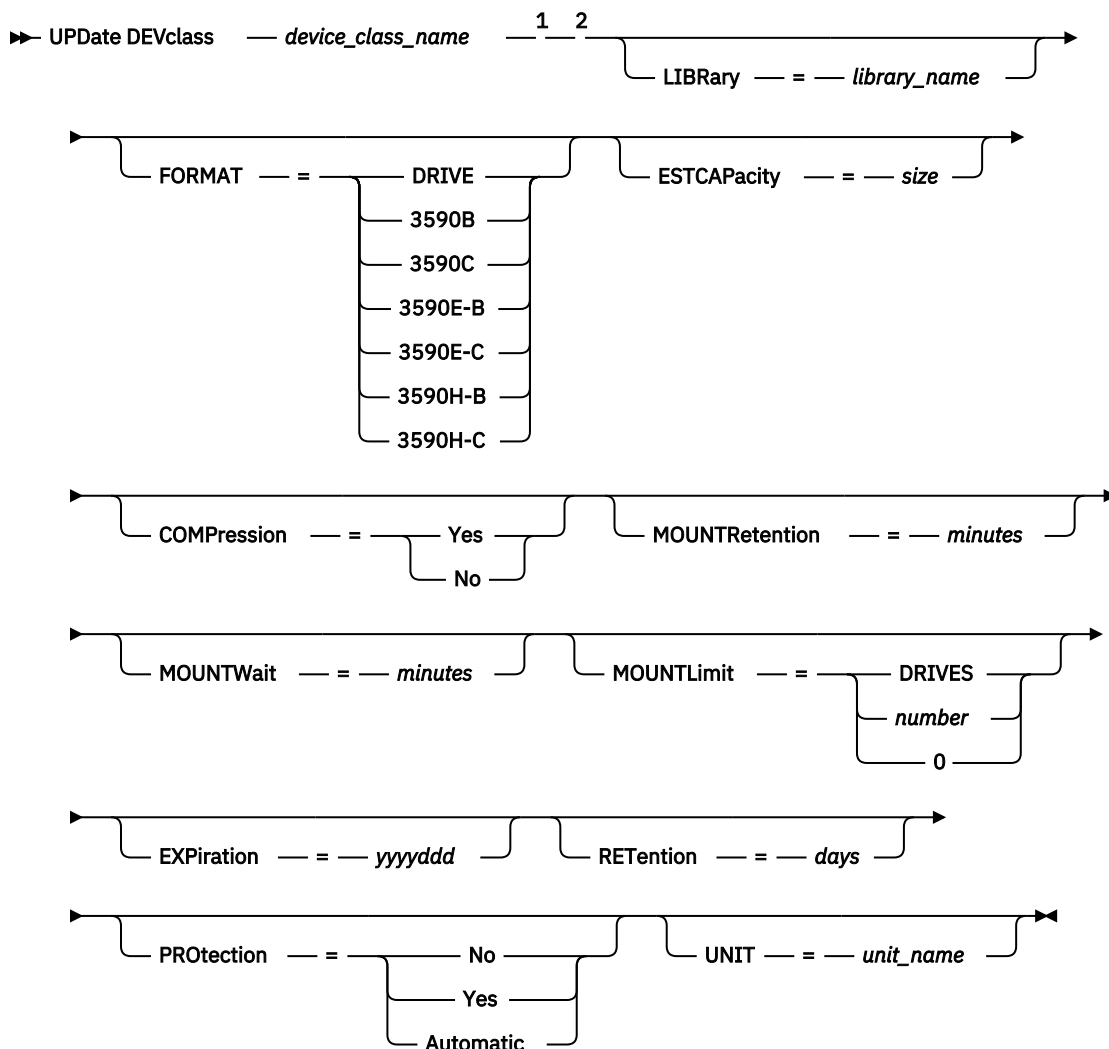 1 2
UPDate DEVclass device_class_name
LIBRary = library_name
FORMAT = DRIVE ESTCAPacity = size
3590B
3590C
3590E-B
3590E-C
3590H-B
3590H-C
COMPression = Yes MOUNTRetention = minutes
No
MOUNTWait = minutes MOUNTLimit = DRIVES
number
0
EXPiration = yyyyddd RETention = days
PROtection = No UNIT = unit_name
Yes
Automatic